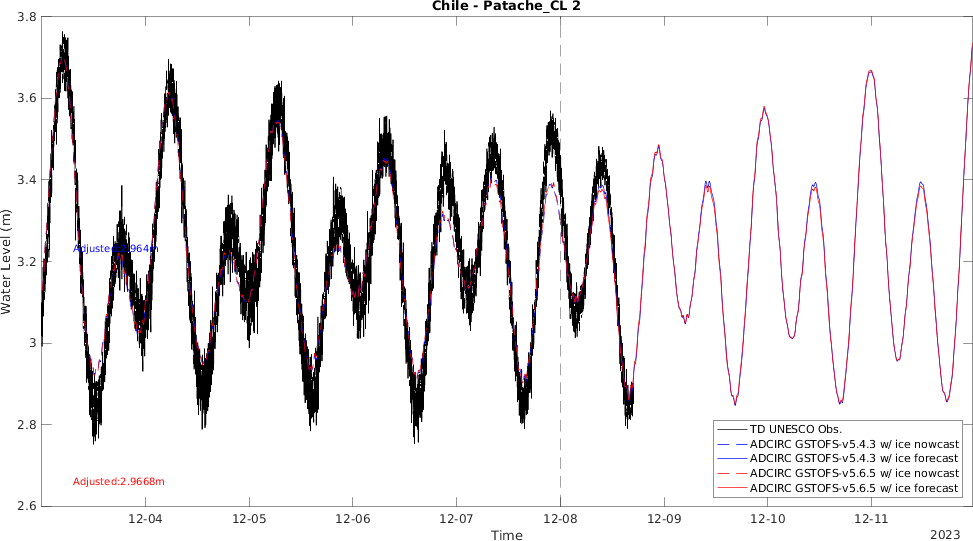 Chile - Patache_CL 2
3.8
3.6
3.4
3.2
3
2.8
2.6
Water Level (m)
Adjusted:2.964m
Adjusted:2.9668m
TD UNESCO Obs.
ADCIRC GSTOFS-v5.4.3 w/ ice nowcast
ADCIRC GSTOFS-v5.4.3 w/ ice forecast
ADCIRC GSTOFS-v5.6.5 w/ ice nowcast
ADCIRC GSTOFS-v5.6.5 w/ ice forecast
12-04
12-05
12-06
12-07
12-08
12-09
12-10
12-11
Time
2023